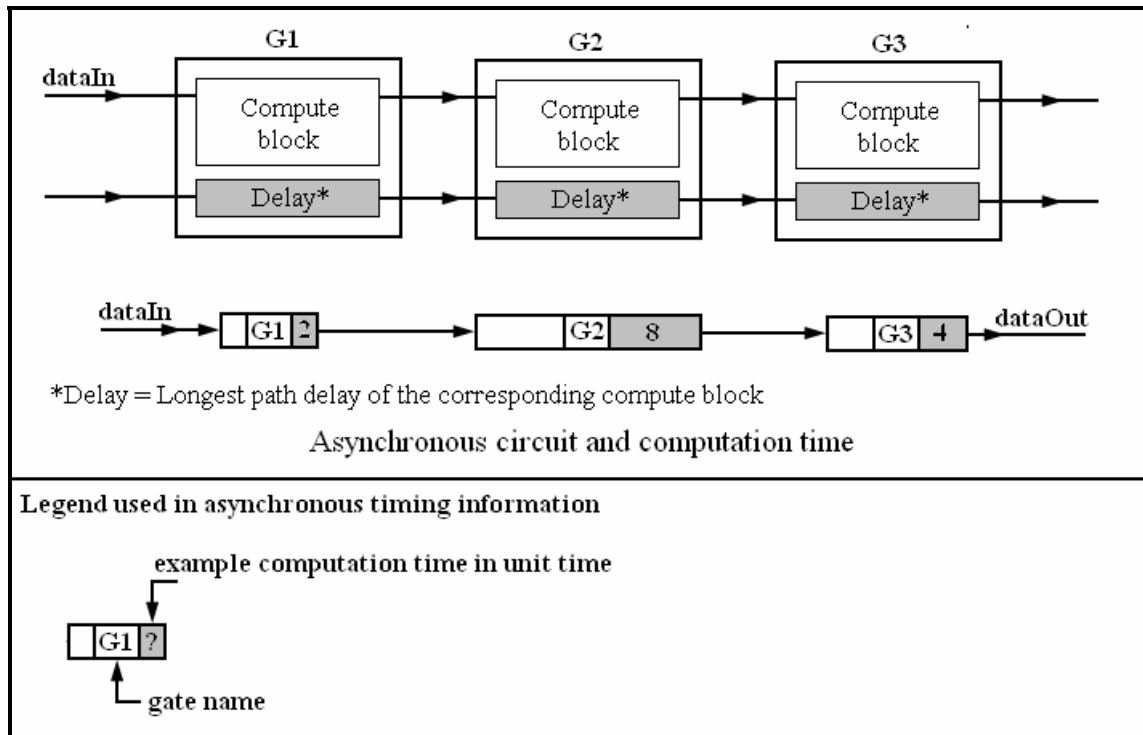 G1 G2 G3
dataIn
Compute block Compute block Compute block
Delay* Delay* Delay*
dataIn G1 2 G2 8 G3 4 dataOut
*Delay = Longest path delay of the corresponding compute block
Asynchronous circuit and computation time
Legend used in asynchronous timing information
example computation time in unit time
G1 ?
gate name